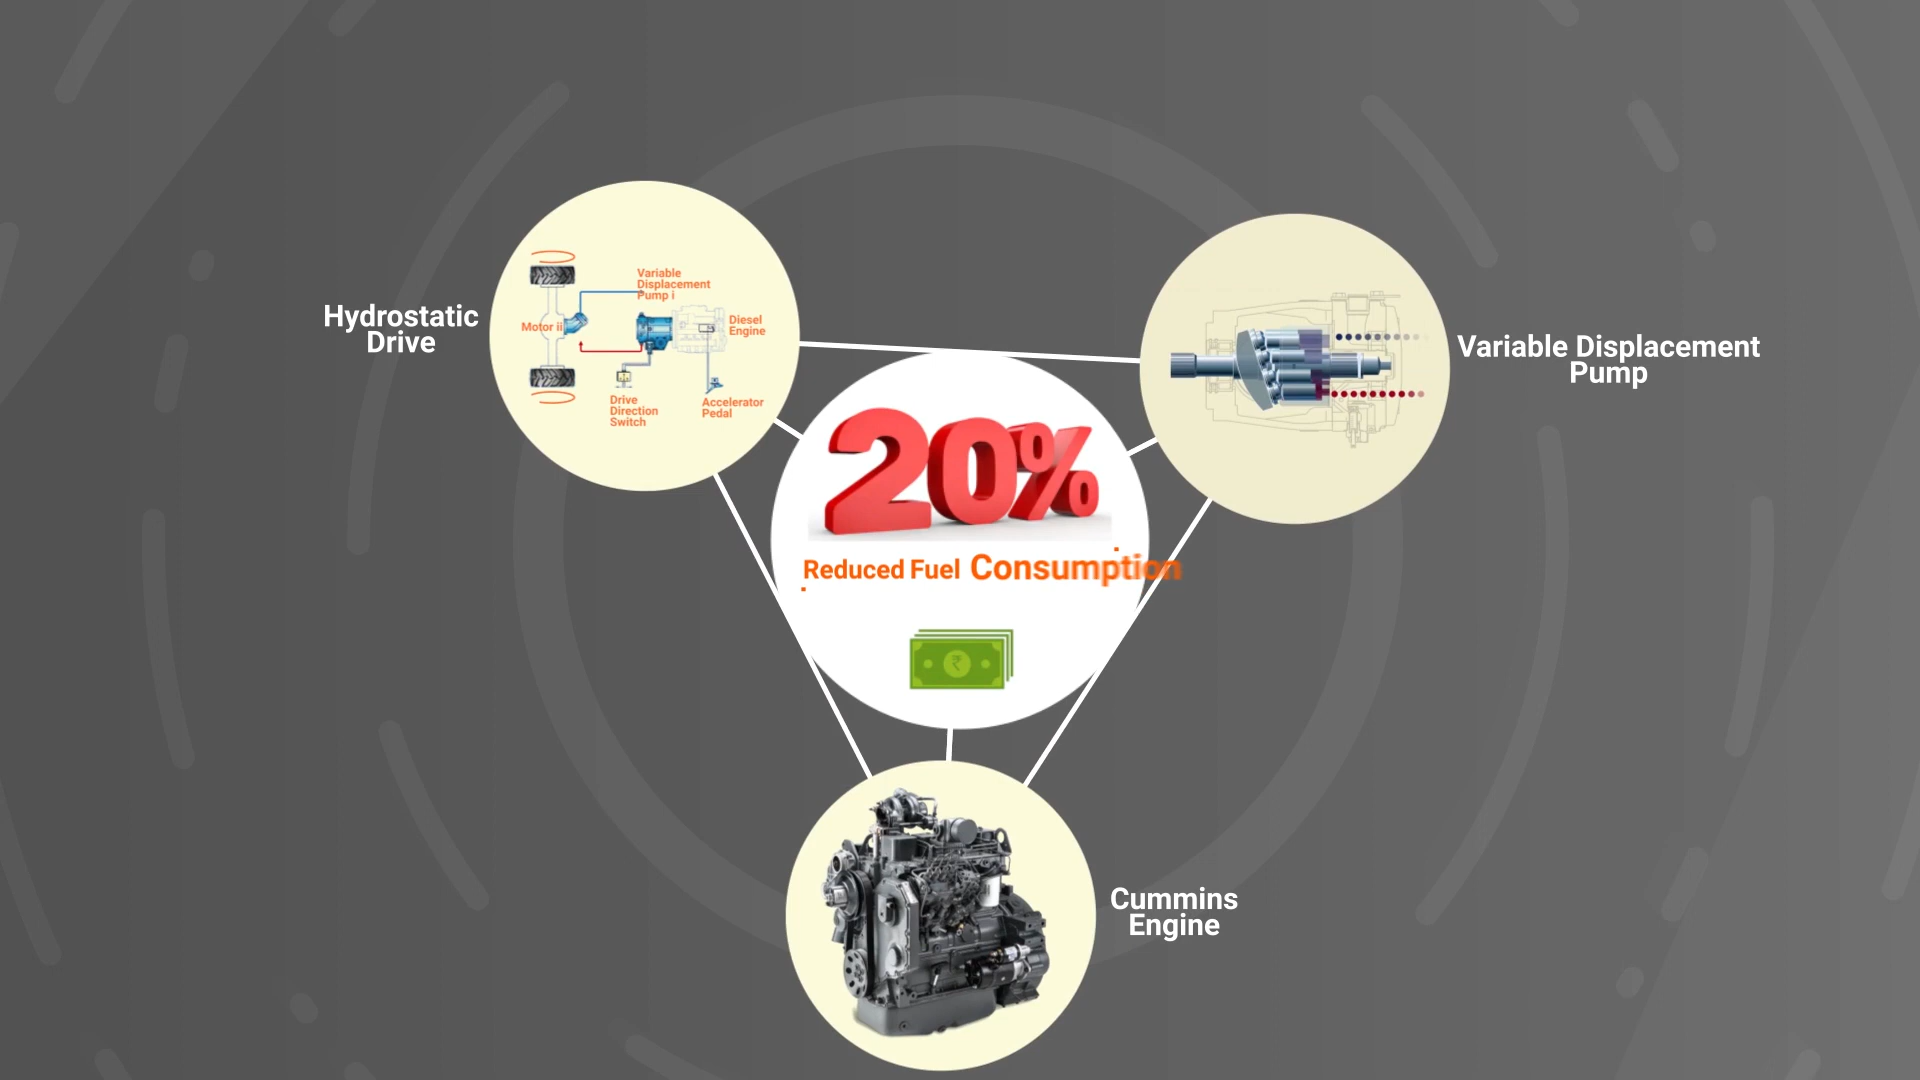 Hydrostatic
Drive
Variable
Displacement
Pump i
Motor ii
Diesel
Engine
Drive
Direction
Switch
Accelerator
Pedal
Variable Displacement
Pump
20%
Reduced Fuel Consumption
₹
Cummins
Engine